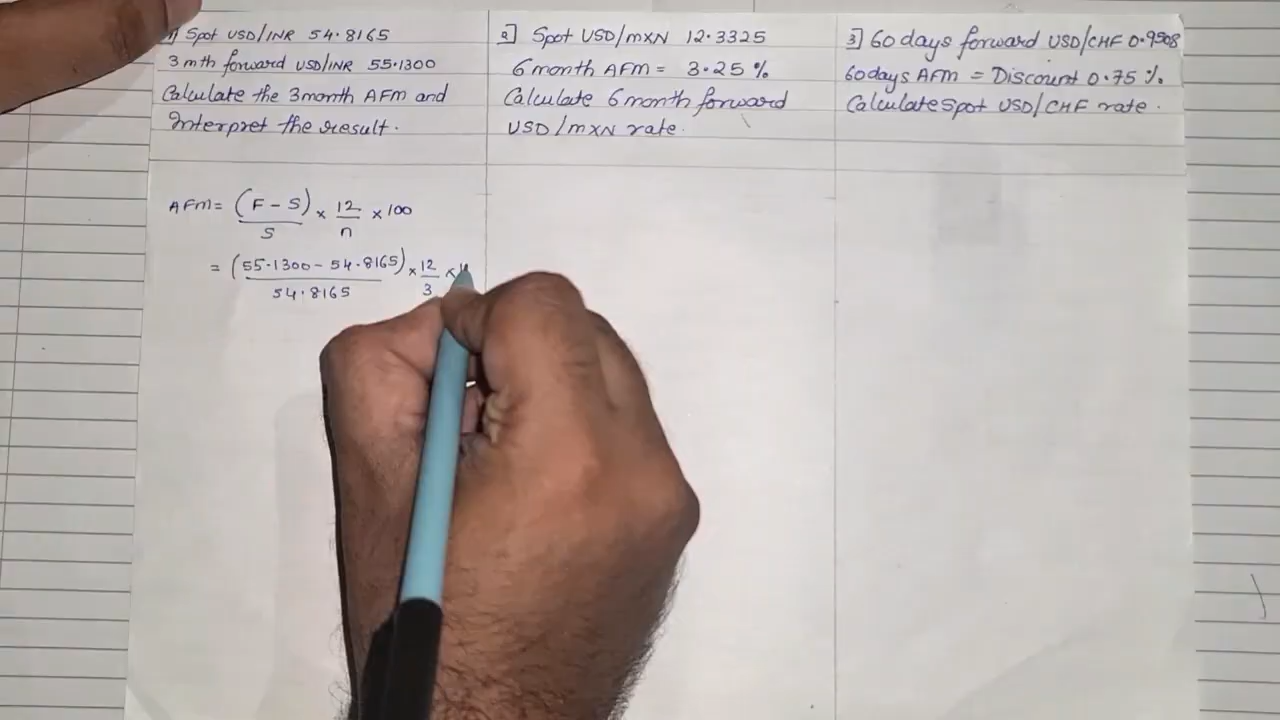 1) Spot USD/INR 54.8165
3 mth forward USD/INR 55.1300
Calculate the 3month AFM and
Interpret the result.
2] Spot USD/MXN 12.3325
6 month AFM = 3.25 %
Calculate 6 month forward
USD/MXN rate.
3] 60 days forward USD/CHF 0.9508
60 days AFM = Discount 0.75 %.
Calculate Spot USD/CHF rate.
AFM = (F - S) / S × 12 / n × 100
= (55.1300 - 54.8165) / 54.8165 × 12 / 3 ×